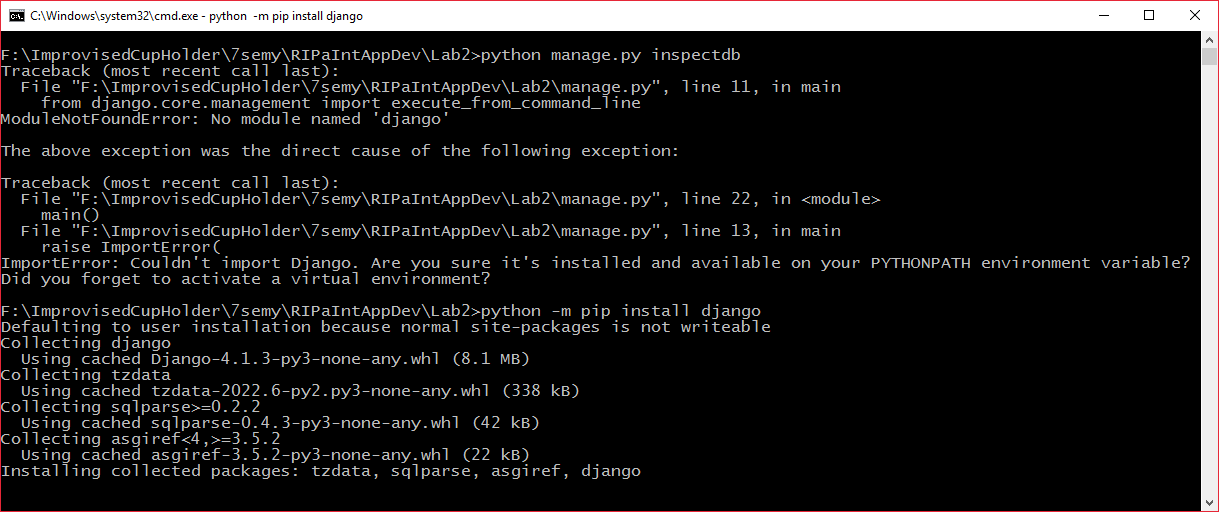 C:\Windows\system32\cmd.exe - python  -m pip install django
F:\ImprovisedCupHolder\7semy\RIPaIntAppDev\Lab2>python manage.py inspectdb
Traceback (most recent call last):
  File "F:\ImprovisedCupHolder\7semy\RIPaIntAppDev\Lab2\manage.py", line 11, in main
    from django.core.management import execute_from_command_line
ModuleNotFoundError: No module named 'django'
The above exception was the direct cause of the following exception:
Traceback (most recent call last):
  File "F:\ImprovisedCupHolder\7semy\RIPaIntAppDev\Lab2\manage.py", line 22, in <module>
    main()
  File "F:\ImprovisedCupHolder\7semy\RIPaIntAppDev\Lab2\manage.py", line 13, in main
    raise ImportError(
ImportError: Couldn't import Django. Are you sure it's installed and available on your PYTHONPATH environment variable?
Did you forget to activate a virtual environment?
F:\ImprovisedCupHolder\7semy\RIPaIntAppDev\Lab2>python -m pip install django
Defaulting to user installation because normal site-packages is not writeable
Collecting django
  Using cached Django-4.1.3-py3-none-any.whl (8.1 MB)
Collecting tzdata
  Using cached tzdata-2022.6-py2.py3-none-any.whl (338 kB)
Collecting sqlparse>=0.2.2
  Using cached sqlparse-0.4.3-py3-none-any.whl (42 kB)
Collecting asgiref<4,>=3.5.2
  Using cached asgiref-3.5.2-py3-none-any.whl (22 kB)
Installing collected packages: tzdata, sqlparse, asgiref, django